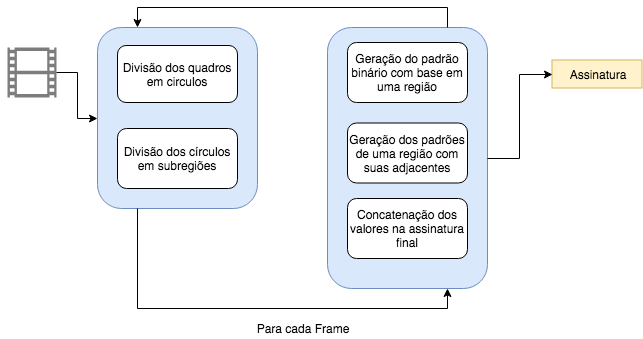 Divisão dos quadros
em circulos
Divisão dos círculos
em subregiões
Geração do padrão
binário com base em
uma região
Geração dos padrões
de uma região com
suas adjacentes
Concatenação dos
valores na assinatura
final
Assinatura
Para cada Frame